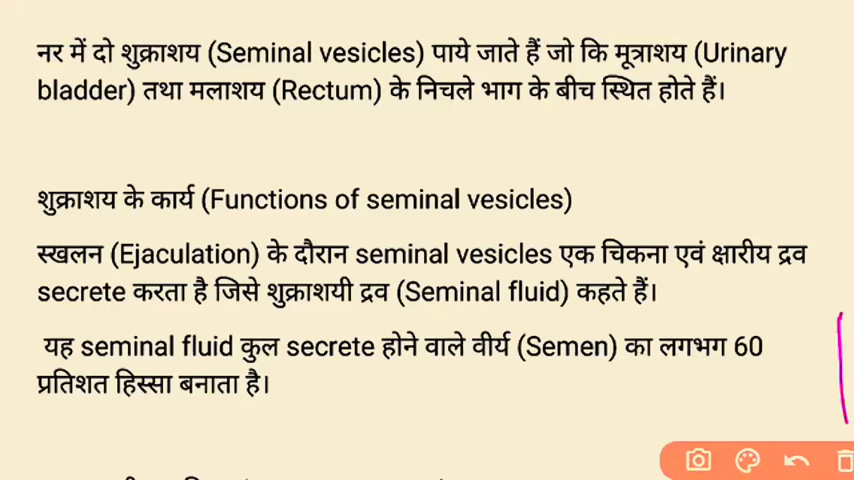 नर में दो शुक्राशय (Seminal vesicles) पाये जाते हैं जो कि मूत्राशय (Urinary
bladder) तथा मलाशय (Rectum) के निचले भाग के बीच स्थित होते हैं।
शुक्राशय के कार्य (Functions of seminal vesicles)
स्खलन (Ejaculation) के दौरान seminal vesicles एक चिकना एवं क्षारीय द्रव
secrete करता है जिसे शुक्राशयी द्रव (Seminal fluid) कहते हैं।
यह seminal fluid कुल secrete होने वाले वीर्य (Semen) का लगभग 60
प्रतिशत हिस्सा बनाता है।